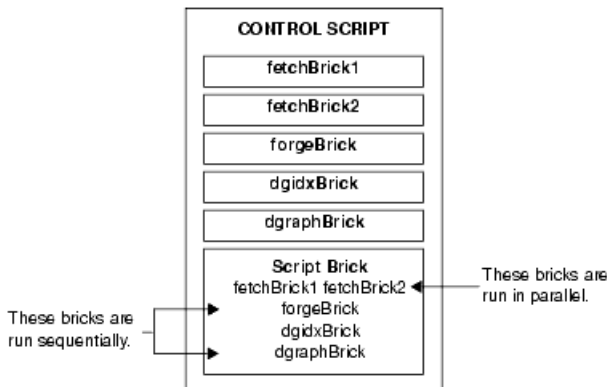 CONTROL SCRIPT
fetchBrick1
fetchBrick2
forgeBrick
dgidxBrick
dgraphBrick
Script Brick
fetchBrick1 fetchBrick2
forgeBrick
dgidxBrick
dgraphBrick
These bricks are
run in parallel.
These bricks are
run sequentially.